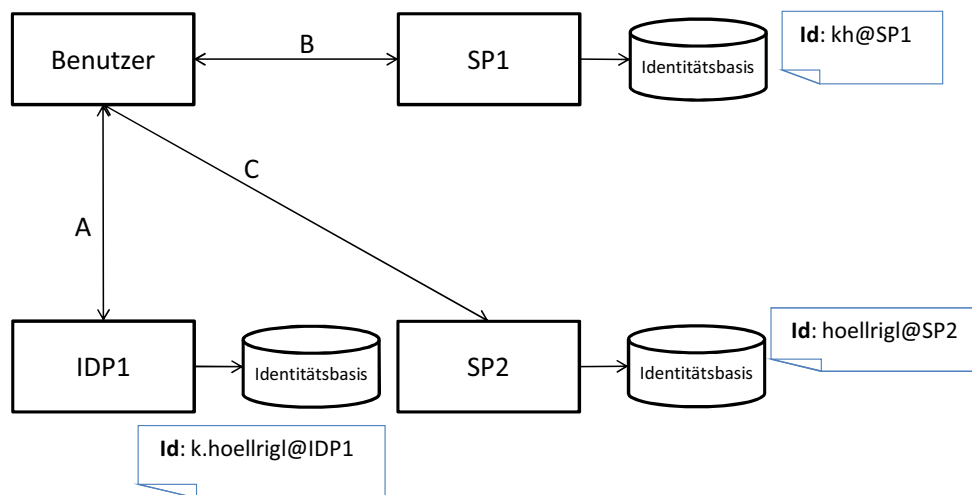 Benutzer
B
SP1
Identitätsbasis
Id: kh@SP1
C
A
IDP1
Identitätsbasis
SP2
Identitätsbasis
Id: hoellrigl@SP2
Id: k.hoellrigl@IDP1